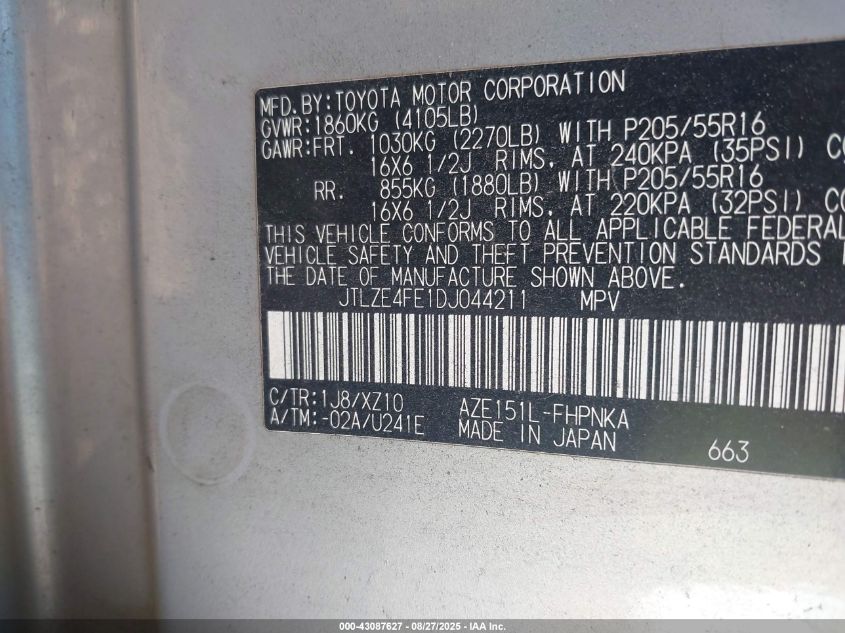 MFD.BY:TOYOTA MOTOR CORPORATION
GVWR:1860KG (4105LB)
GAWR:FRT. 1030KG (2270LB) WITH P205/55R16
16X6 1/2J RIMS, AT 240KPA (35PSI) CO
RR. 855KG (1880LB) WITH P205/55R16
16X6 1/2J RIMS, AT 220KPA (32PSI) CO
THIS VEHICLE CONFORMS TO ALL APPLICABLE FEDERAL
VEHICLE SAFETY AND THEFT PREVENTION STANDARDS
THE DATE OF MANUFACTURE SHOWN ABOVE.
JTLZE4FE1DJ044211 MPV
C/TR:1J8/XZ10 AZE151L-FHPNKA
A/TM:-02A/U241E MADE IN JAPAN 663
000-43087627 - 08/27/2025 - IAA Inc.